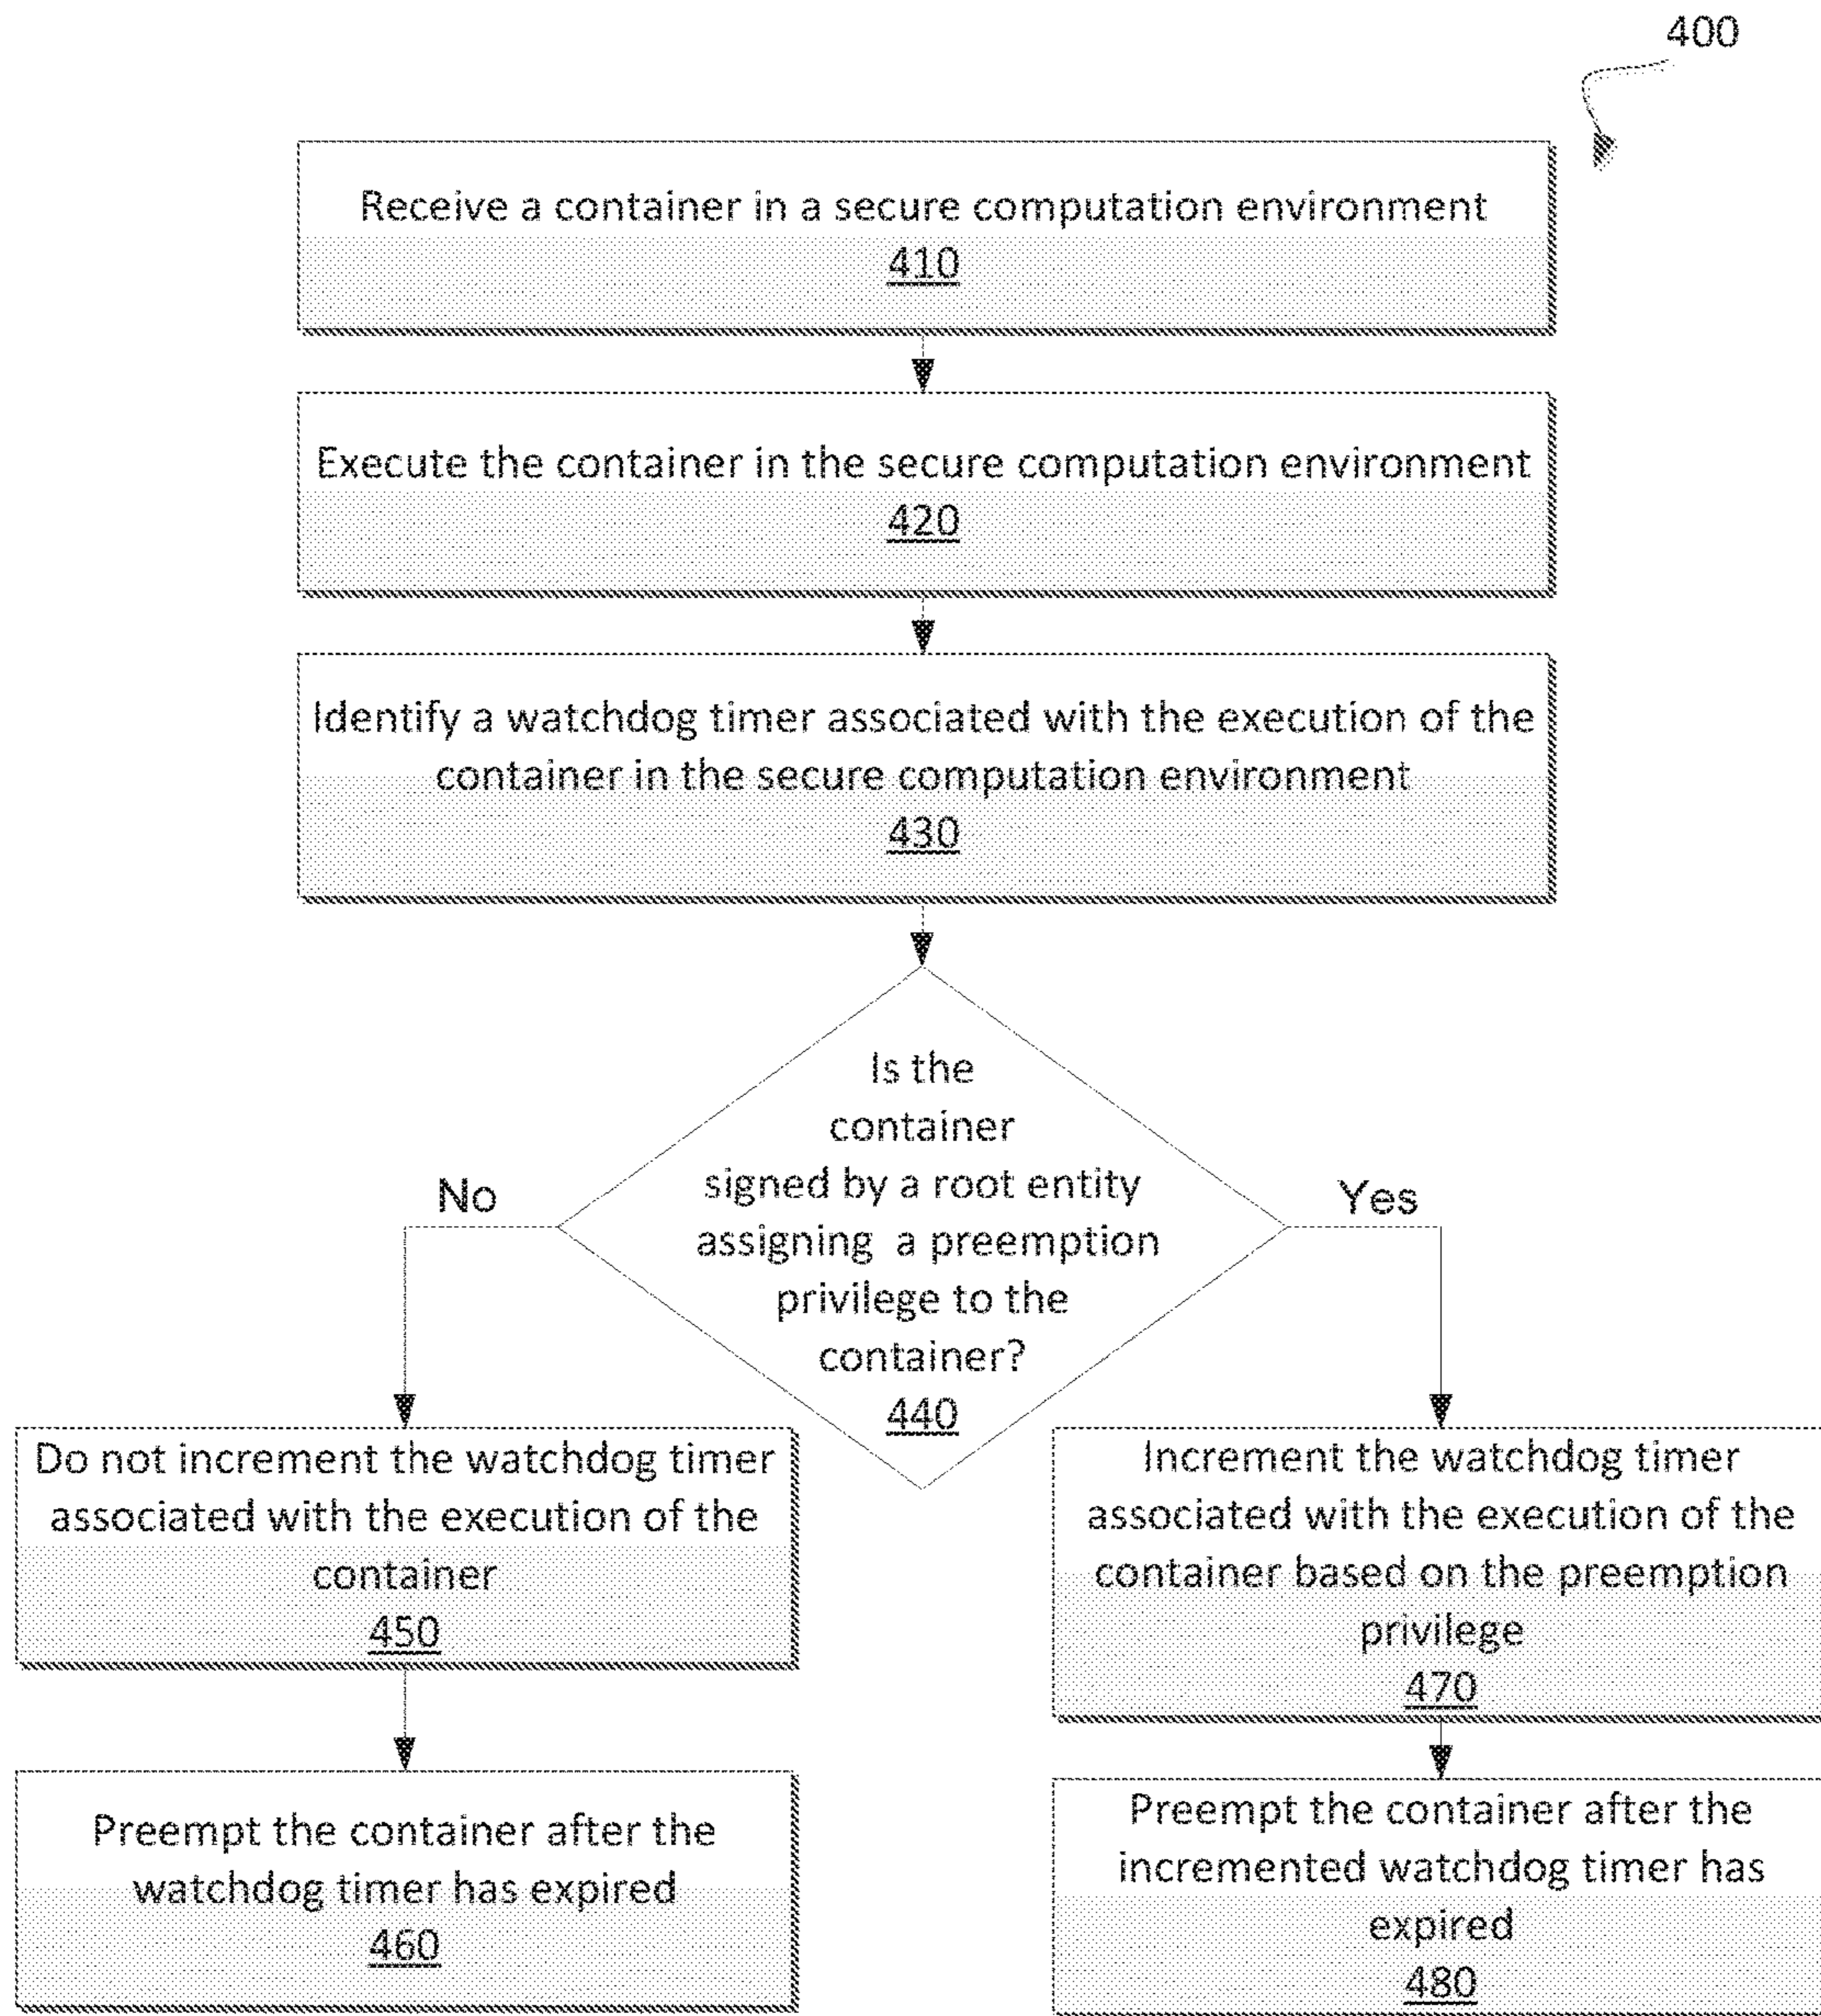 400
Receive a container in a secure computation environment
410
Execute the container in the secure computation environment
420
Identify a watchdog timer associated with the execution of the
container in the secure computation environment
430
Is the
container
signed by a root entity
assigning a preemption
privilege to the
container?
440
No
Yes
Do not increment the watchdog timer
associated with the execution of the
container
450
Increment the watchdog timer
associated with the execution of the
container based on the preemption
privilege
470
Preempt the container after the
watchdog timer has expired
460
Preempt the container after the
incremented watchdog timer has
expired
480